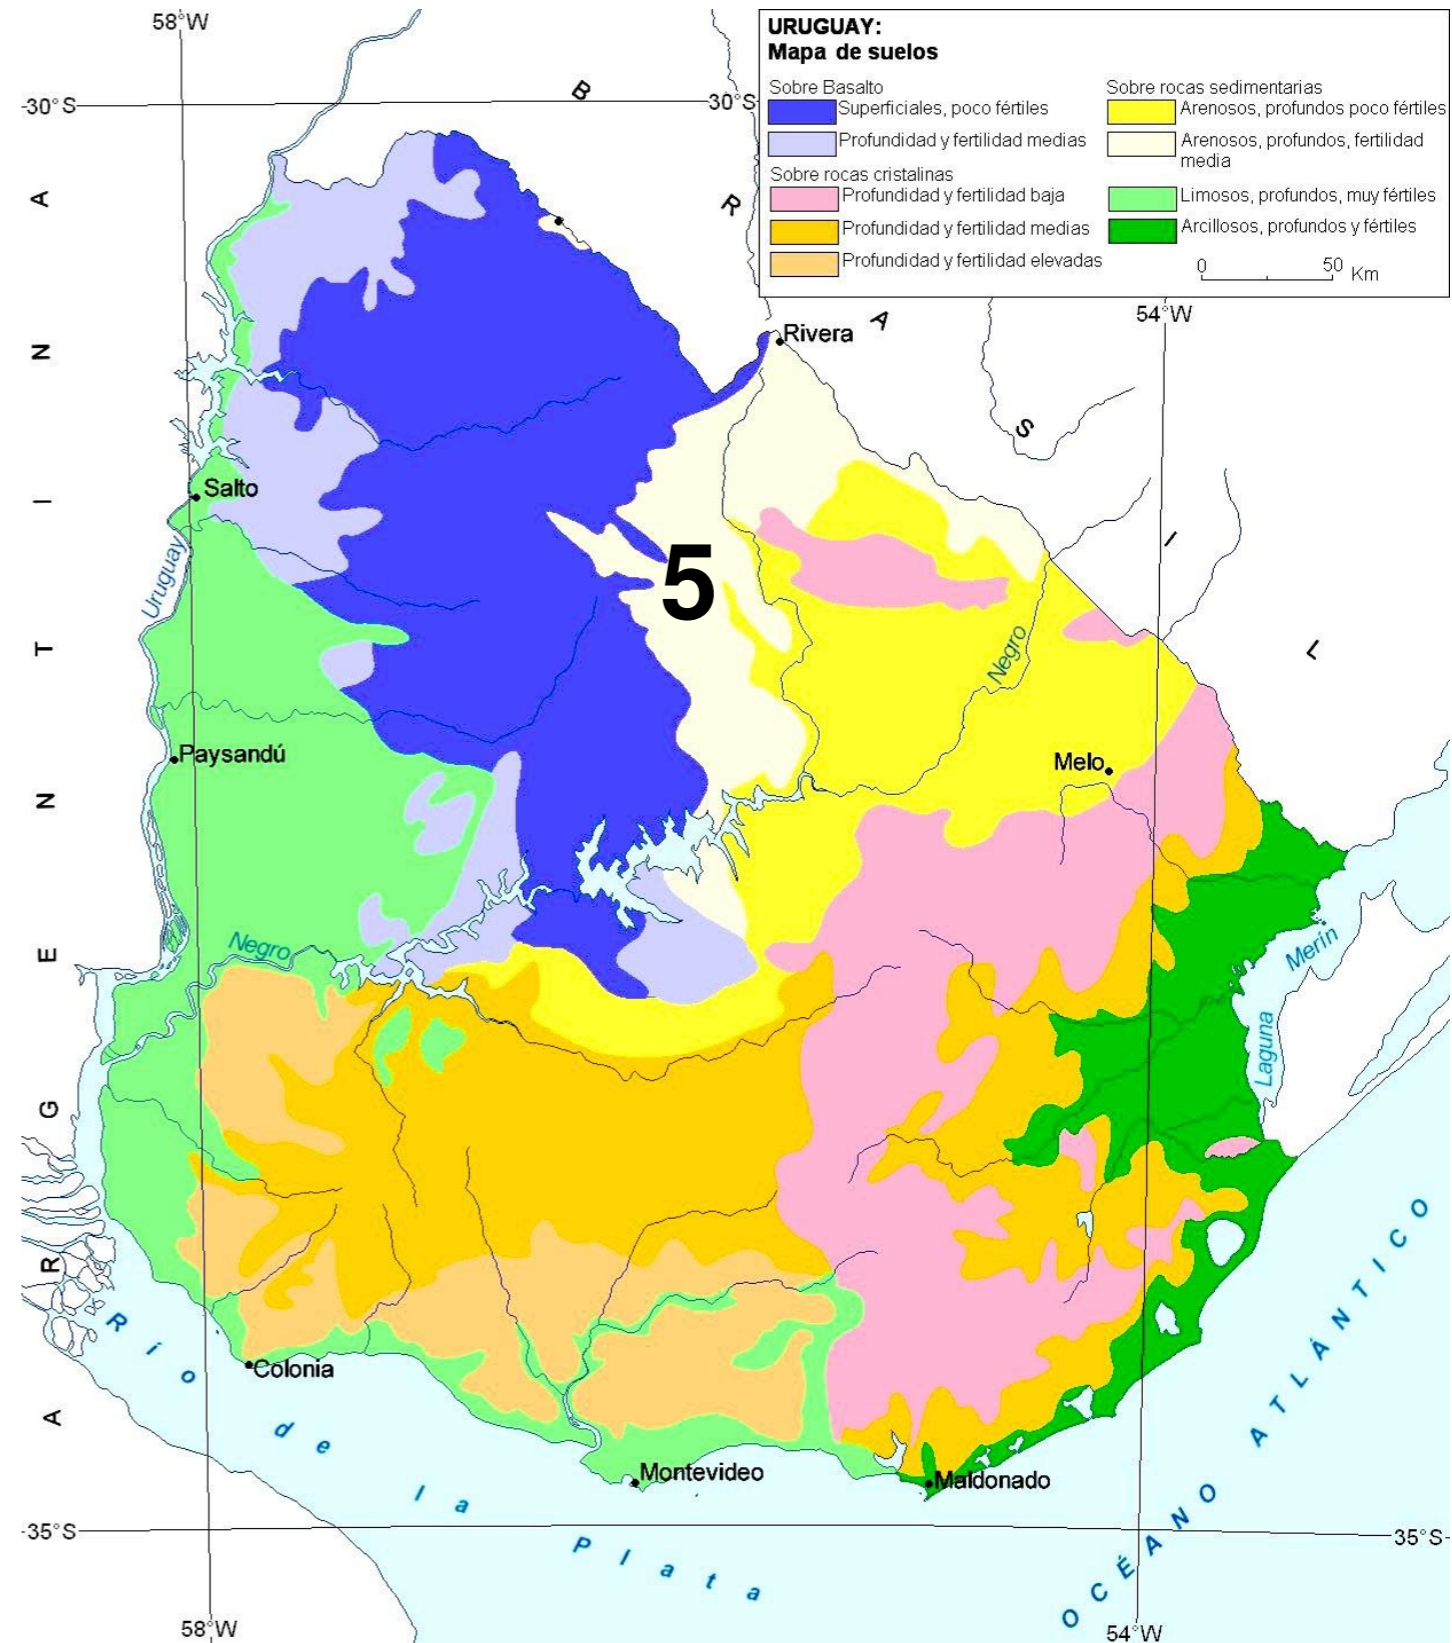 58°W
URUGUAY:
Mapa de suelos
Sobre Basalto
Superficiales, poco fértiles
Profundidad y fertilidad medias
Sobre rocas cristalinas
Profundidad y fertilidad baja
Profundidad y fertilidad medias
Profundidad y fertilidad elevadas
Sobre rocas sedimentarias
Arenosos, profundos poco fértiles
Arenosos, profundos, fertilidad
media
Limosos, profundos, muy fértiles
Arcillosos, profundos y fértiles
0 50 Km
-30°S
30°S
BRASIL
54°W
Rivera
Salto
Uruguay
5
Negro
Paysandú
Melo
Negro
Laguna Merín
ARGENTINA
Colonia
Río de la Plata
Montevideo
Maldonado
OCÉANO ATLÁNTICO
-35°S
35°S
58°W
54°W